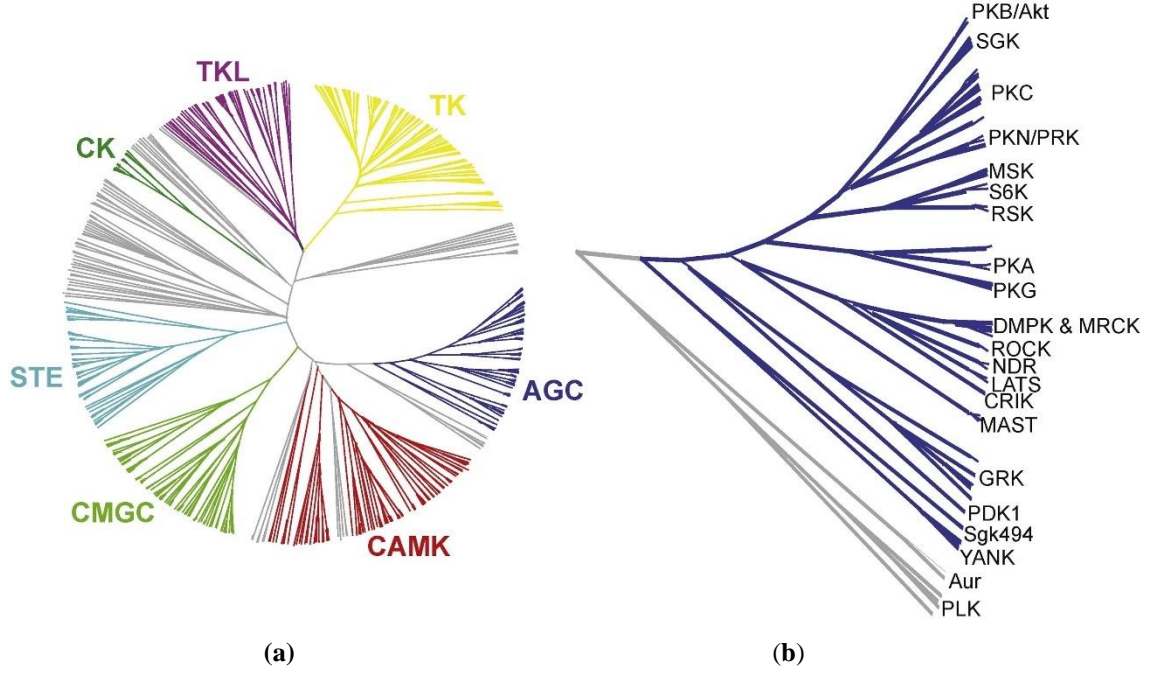 TKL
TK
CK
STE
AGC
CMGC
CAMK
(a)
PKB/Akt
SGK
PKC
PKN/PRK
MSK
S6K
RSK
PKA
PKG
DMPK & MRCK
ROCK
NDR
LATS
CRIK
MAST
GRK
PDK1
Sgk494
YANK
Aur
PLK
(b)